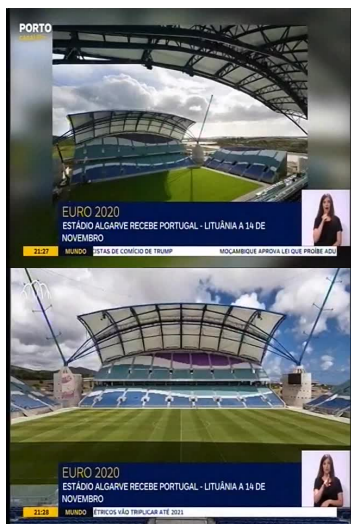 PORTO
CANAL
EURO 2020
ESTÁDIO ALGARVE RECEBE PORTUGAL - LITUÂNIA A 14 DE
NOVEMBRO
21:27 MUNDO ISTAS DE COMÍCIO DE TRUMP MOÇAMBIQUE APROVA LEI QUE PROÍBE ADU
EURO 2020
ESTÁDIO ALGARVE RECEBE PORTUGAL - LITUÂNIA A 14 DE
NOVEMBRO
21:28 MUNDO ÉTRICOS VÃO TRIPLICAR ATÉ 2021